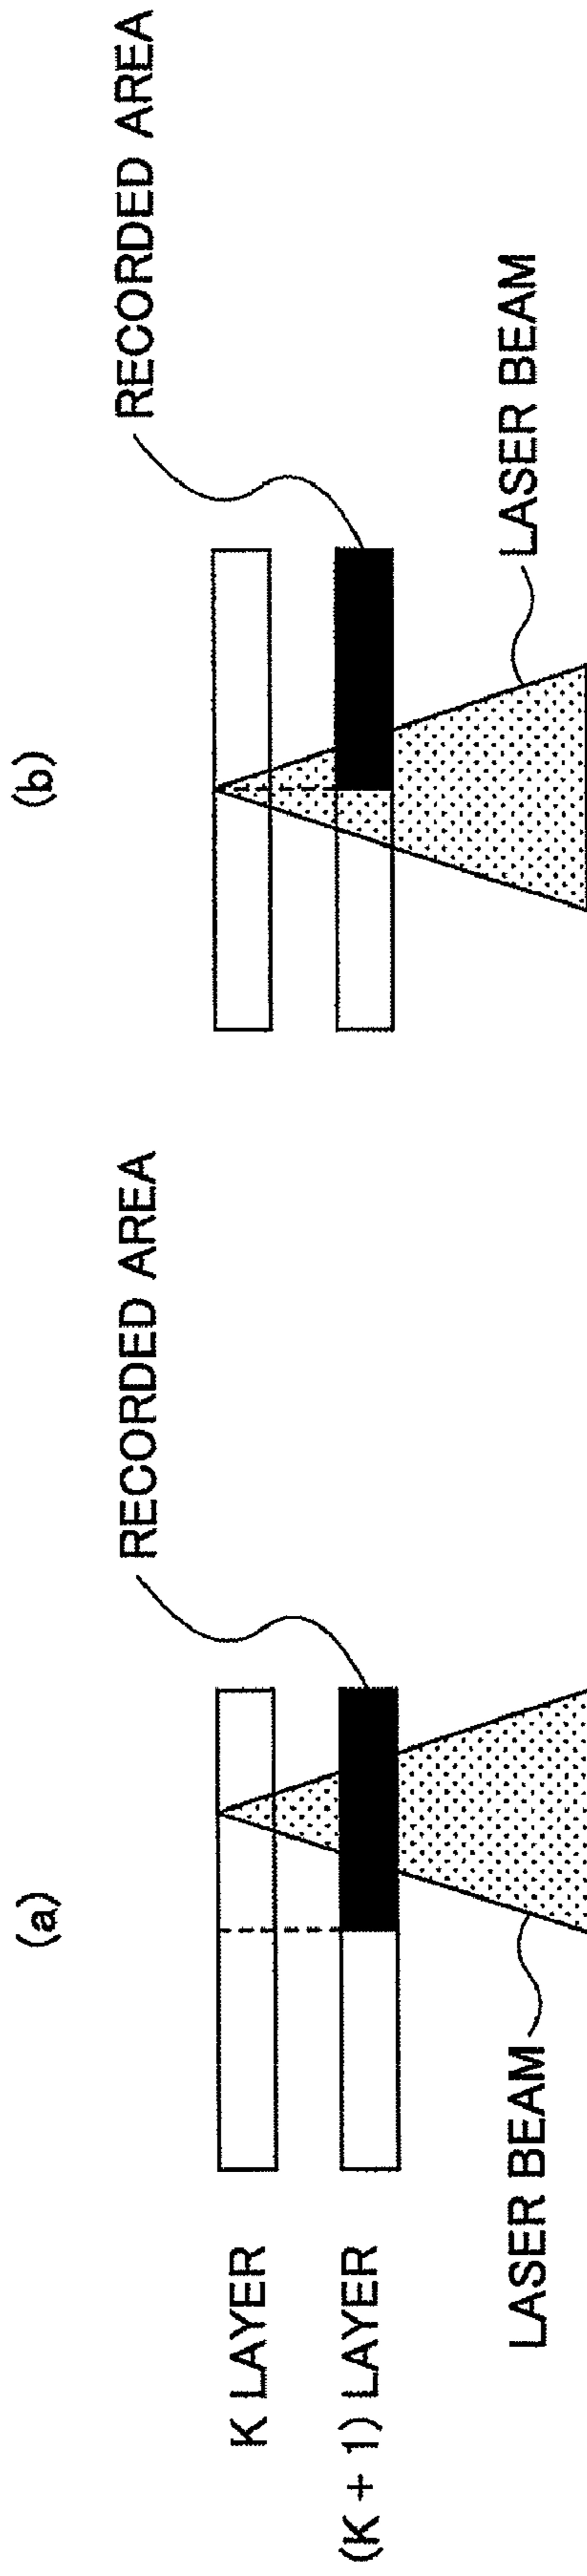 (a)
RECORDED AREA
K LAYER
(K + 1) LAYER
LASER BEAM
(b)
RECORDED AREA
LASER BEAM